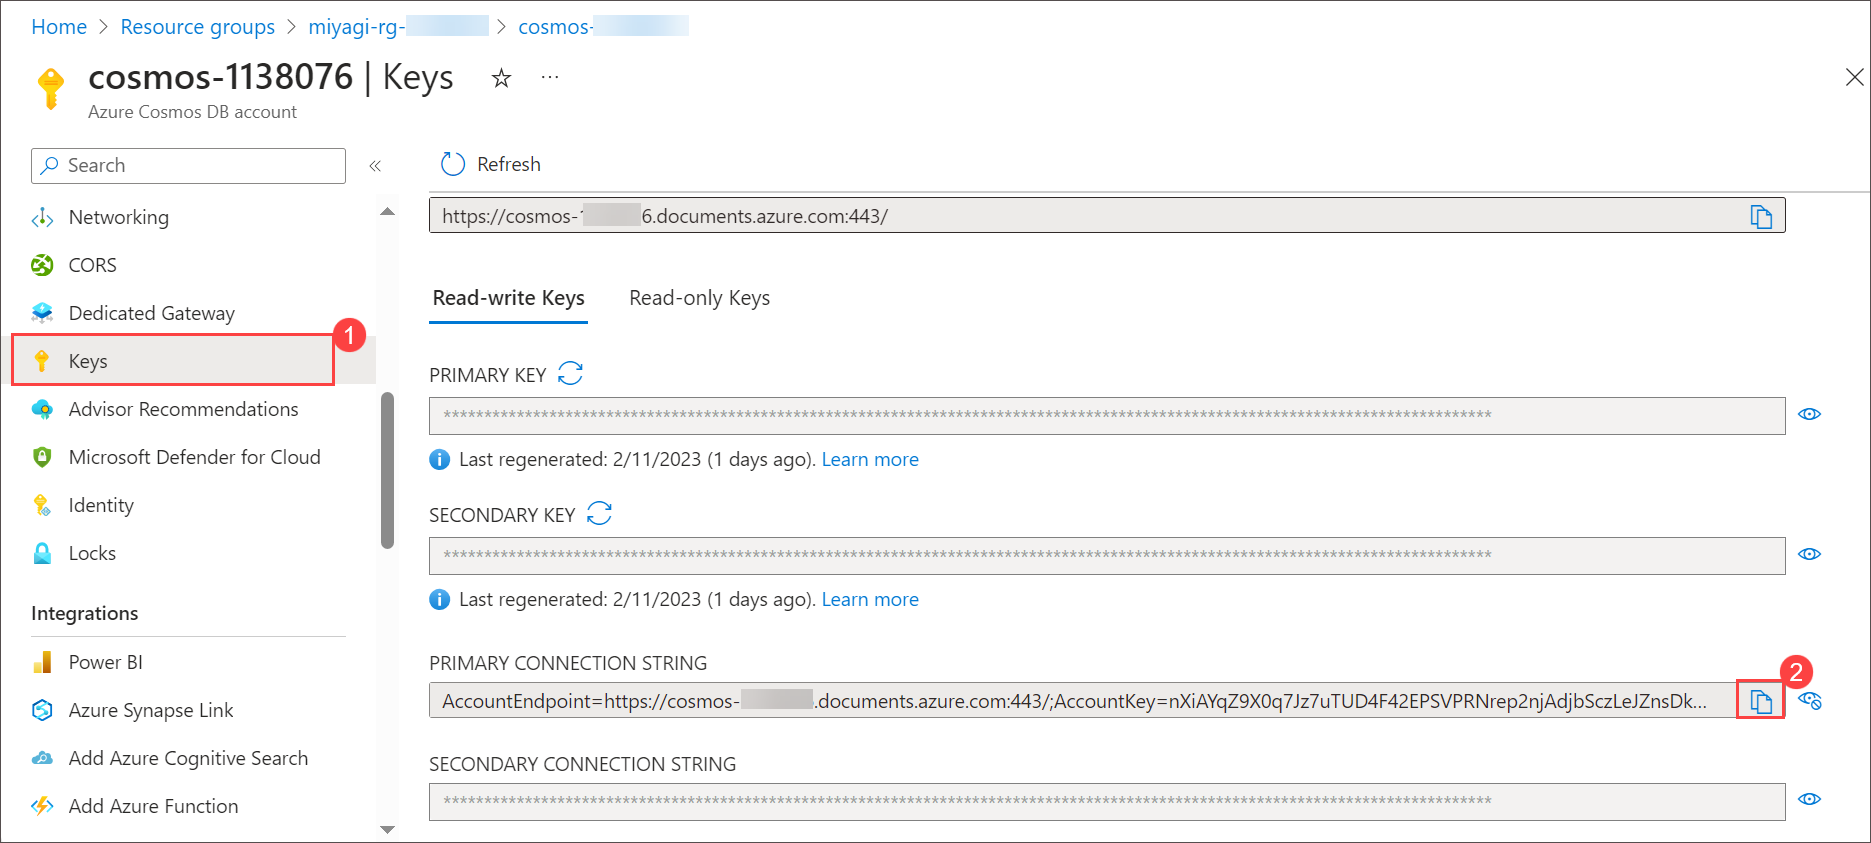 Home > Resource groups > miyagi-rg- > cosmos-
cosmos-1138076 | Keys
Azure Cosmos DB account
Search
Refresh
Networking
CORS
Dedicated Gateway
Keys
1
Advisor Recommendations
Microsoft Defender for Cloud
Identity
Locks
Integrations
Power BI
Azure Synapse Link
Add Azure Cognitive Search
Add Azure Function
https://cosmos-1 6.documents.azure.com:443/
Read-write Keys
Read-only Keys
PRIMARY KEY
Last regenerated: 2/11/2023 (1 days ago). Learn more
SECONDARY KEY
Last regenerated: 2/11/2023 (1 days ago). Learn more
PRIMARY CONNECTION STRING
AccountEndpoint=https://cosmos- .documents.azure.com:443/;AccountKey=nXiAYqZ9X0q7Jz7uTUD4F42EPSVPRNrep2njAdjbSczLeJZnsDk...
2
SECONDARY CONNECTION STRING